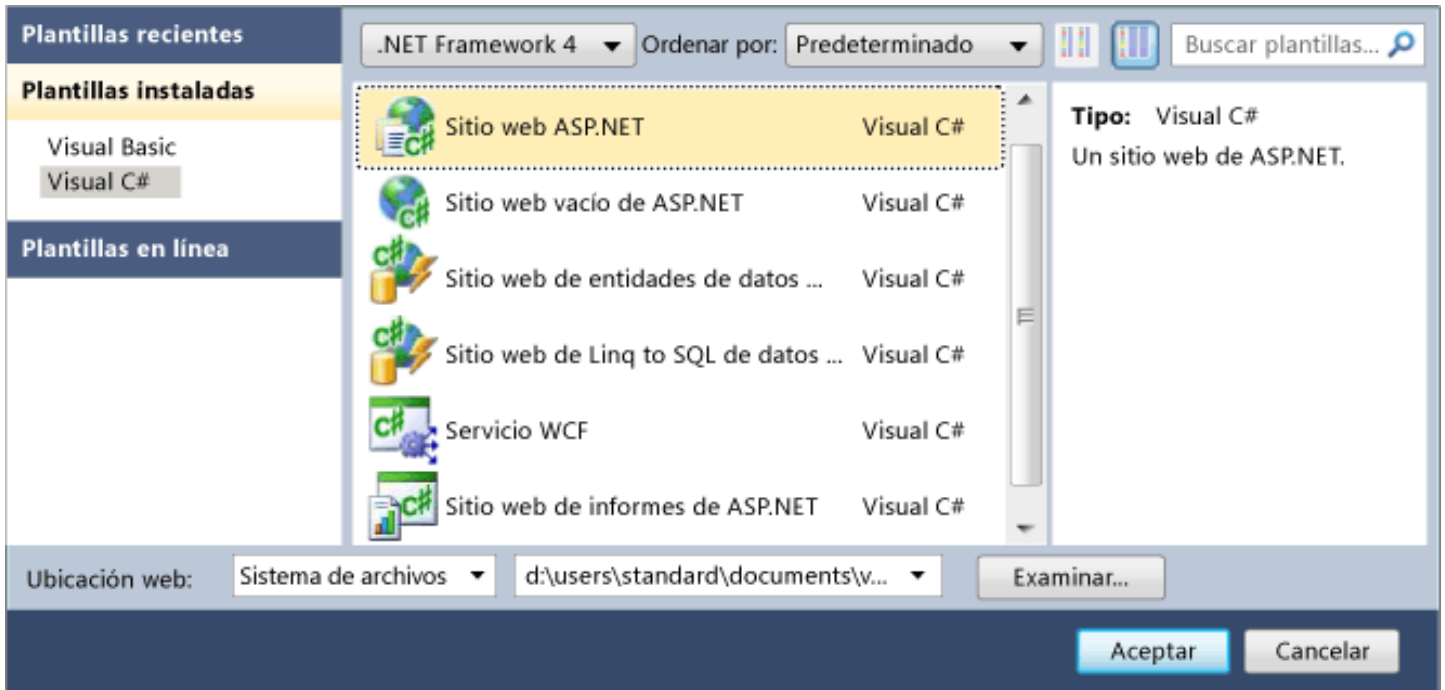 Plantillas recientes
Plantillas instaladas
Visual Basic
Visual C#
Plantillas en línea
.NET Framework 4 Ordenar por: Predeterminado Buscar plantillas...
Sitio web ASP.NET Visual C#
Sitio web vacío de ASP.NET Visual C#
Sitio web de entidades de datos ... Visual C#
Sitio web de Linq to SQL de datos ... Visual C#
Servicio WCF Visual C#
Sitio web de informes de ASP.NET Visual C#
Tipo: Visual C#
Un sitio web de ASP.NET.
Ubicación web: Sistema de archivos d:\users\standard\documents\v... Examinar...
Aceptar Cancelar